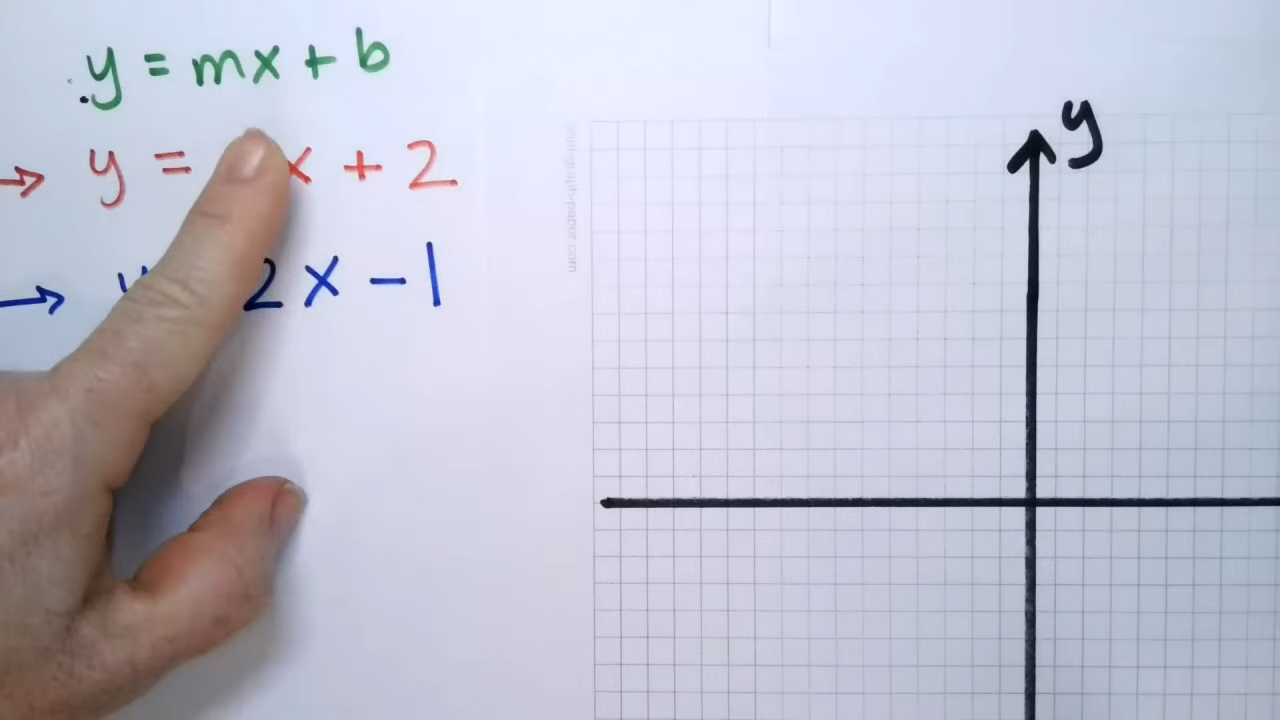 y = mx + b
→ y = x + 2
→ 2x - 1
y